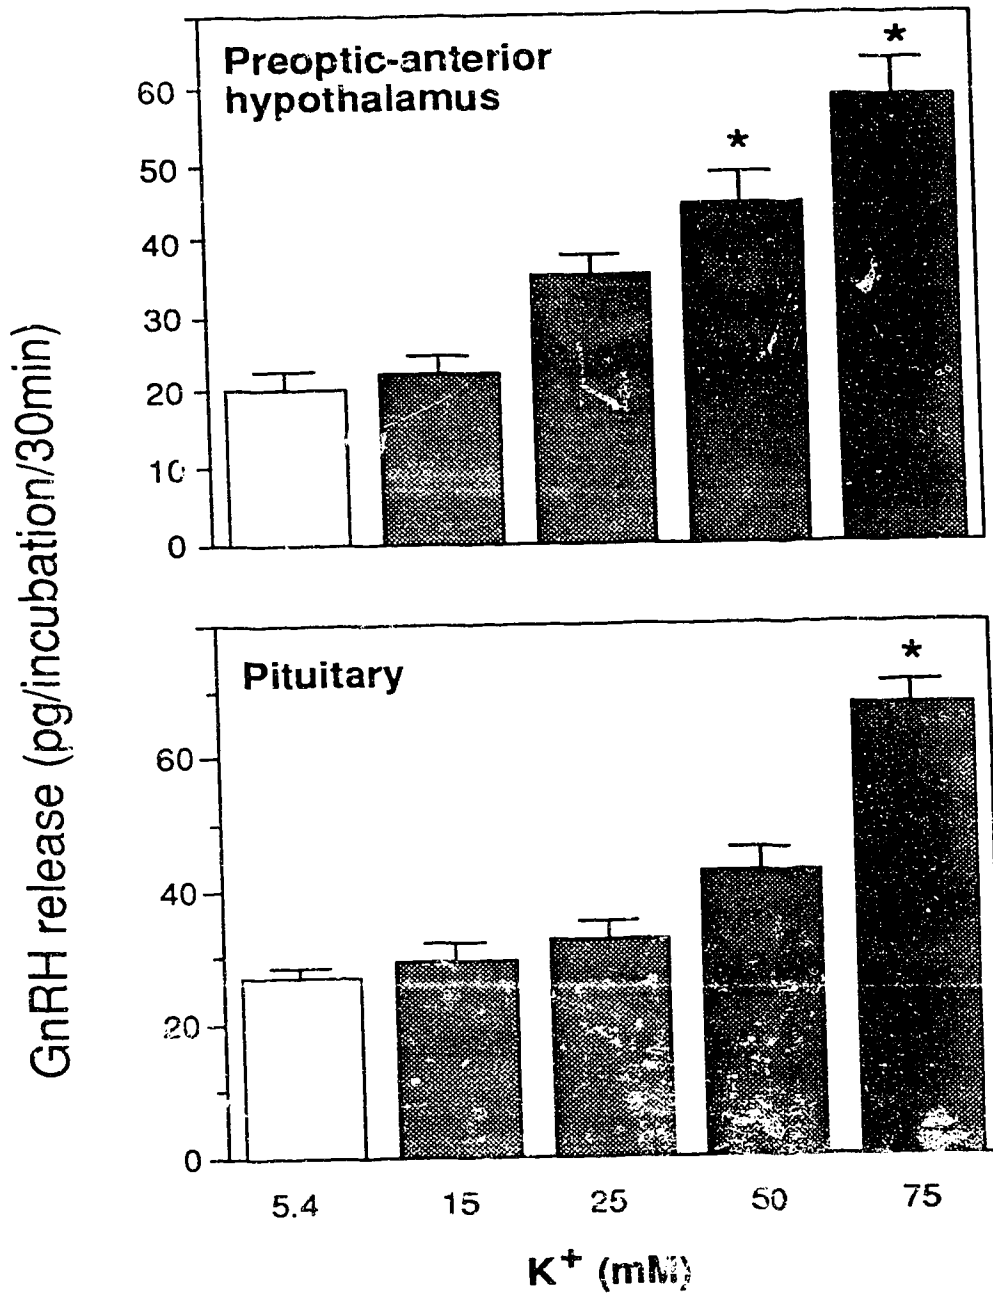 GnRH release (pg/incubation/30min)
Preoptic-anterior
hypothalamus
*
*
60
50
40
30
20
10
0
Pituitary
*
60
40
20
0
5.4 15 25 50 75
K+ (mM)